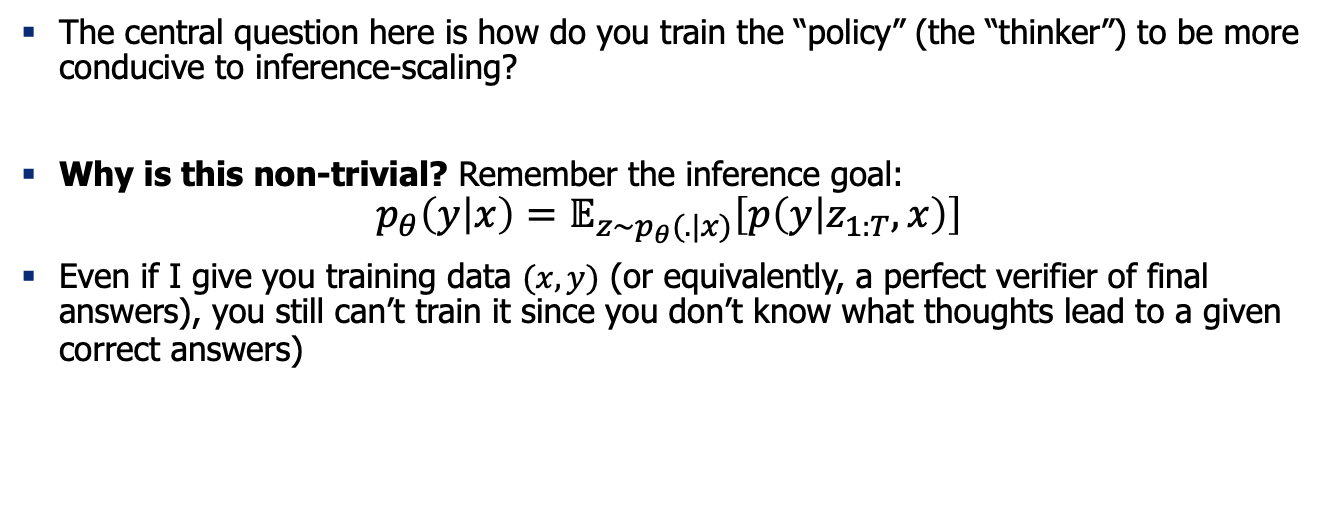 ▪ The central question here is how do you train the “policy” (the “thinker”) to be more
conducive to inference-scaling?
▪ Why is this non-trivial? Remember the inference goal:
𝑝𝜃(𝑦|𝑥) = 𝔼𝑧~𝑝𝜃(.|𝑥)[𝑝(𝑦|𝑧1:𝑇, 𝑥)]
▪ Even if I give you training data (𝑥, 𝑦) (or equivalently, a perfect verifier of final
answers), you still can’t train it since you don’t know what thoughts lead to a given
correct answers)